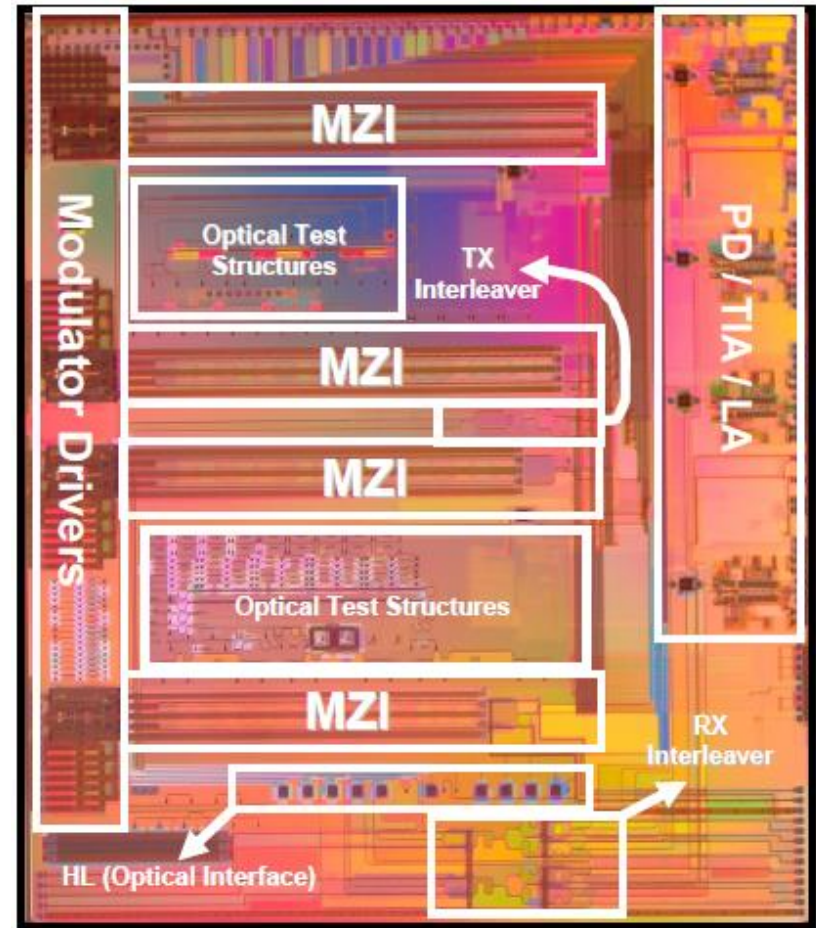 MZI
Modulator Drivers
Optical Test
Structures
TX
Interleaver
PD / TIA / LA
MZI
MZI
Optical Test Structures
MZI
RX
Interleaver
HL (Optical Interface)